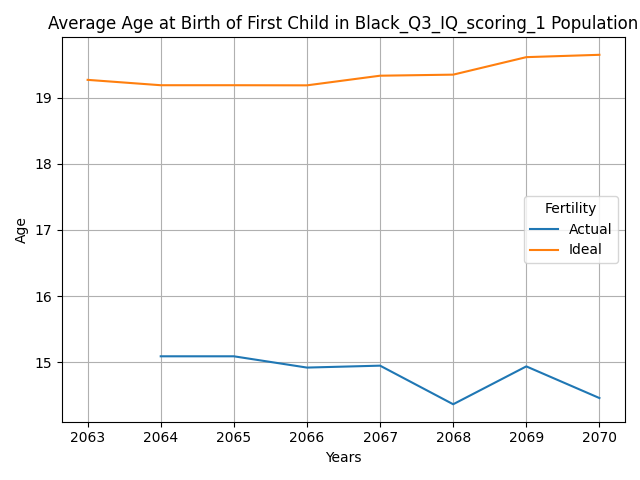 Average Age at Birth of First Child in Black_Q3_IQ_scoring_1 Population
Age
19
18
17
16
15
Fertility
Actual
Ideal
2063 2064 2065 2066 2067 2068 2069 2070
Years